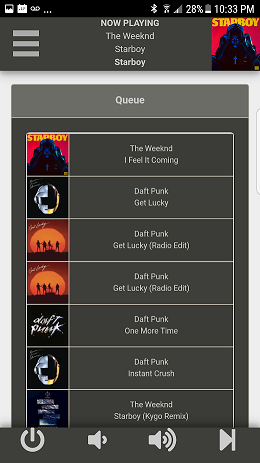 28% 10:33 PM
NOW PLAYING
The Weeknd
Starboy
Starboy
STARBOY
Queue
STARBOY
The Weeknd
I Feel It Coming
Daft Punk
Get Lucky
Daft Punk
Get Lucky (Radio Edit)
Daft Punk
Get Lucky (Radio Edit)
daft punk
Daft Punk
One More Time
Daft Punk
Instant Crush
The Weeknd
Starboy (Kygo Remix)